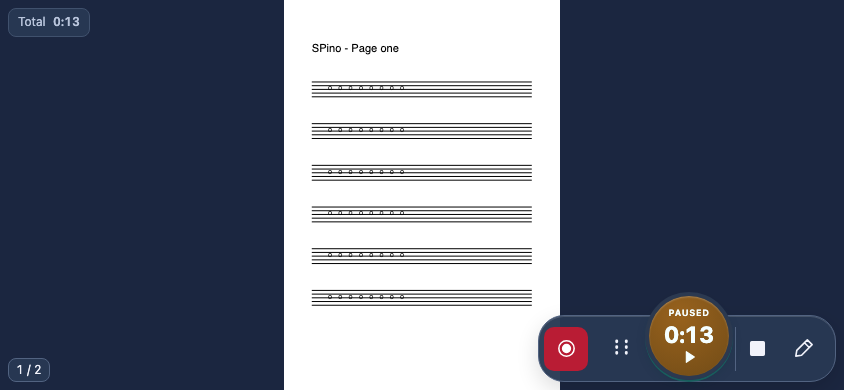 Total 0:13
SPino - Page one
PAUSED
0:13
1 / 2